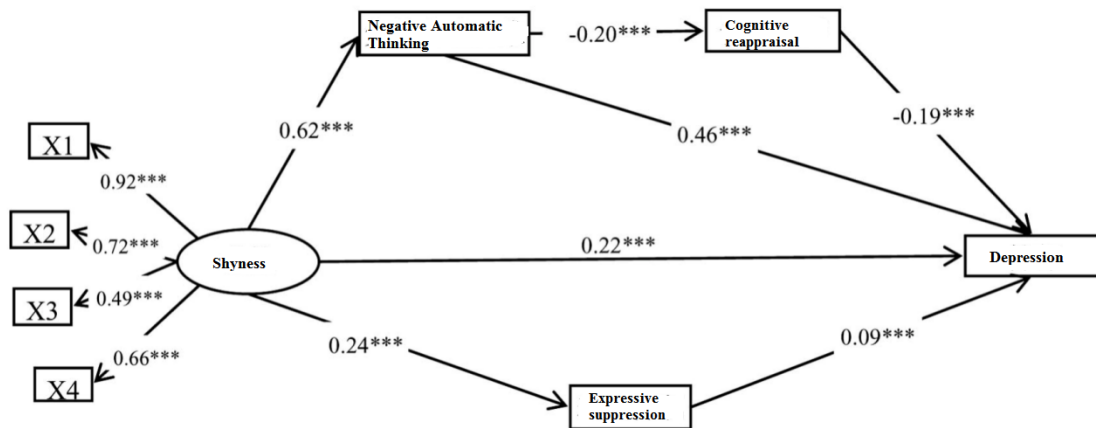 Negative Automatic
Thinking
-0.20***
Cognitive
reappraisal
0.62***
0.46***
-0.19***
X1
0.92***
X2
0.72***
Shyness
0.22***
Depression
X3
0.49***
X4
0.66***
0.24***
0.09***
Expressive
suppression